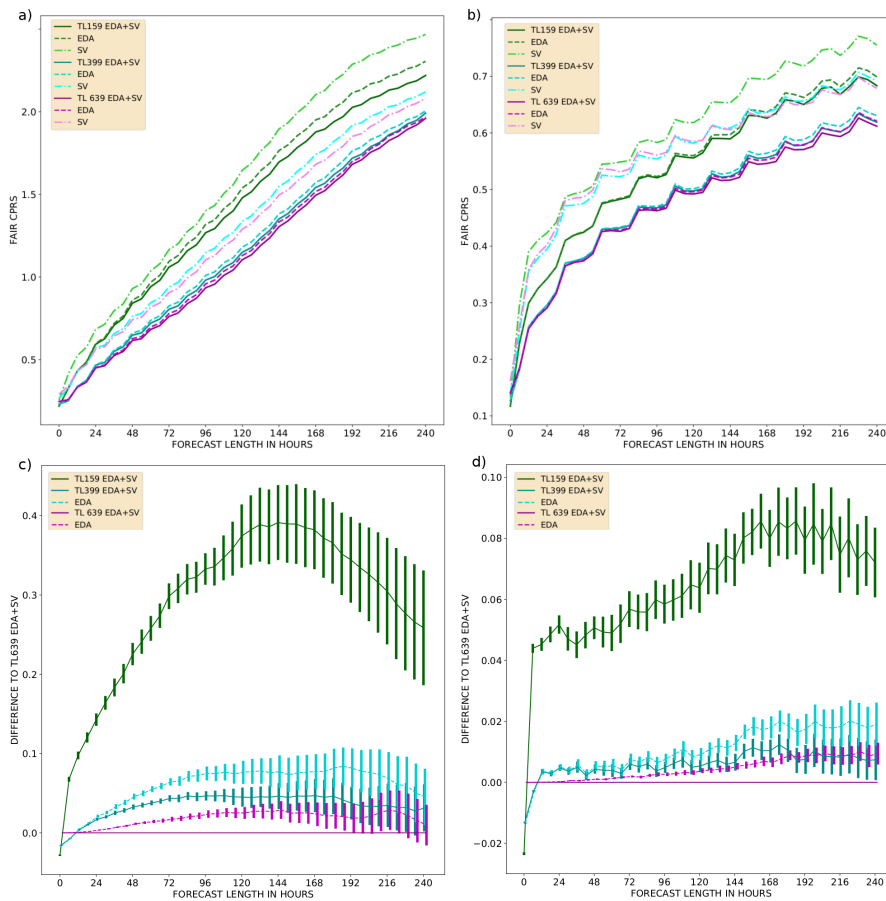 a)
TL159 EDA+SV
EDA
SV
TL399 EDA+SV
EDA
SV
TL 639 EDA+SV
EDA
SV
2.0
1.5
1.0
0.5
FAIR CPRS
0 24 48 72 96 120 144 168 192 216 240
FORECAST LENGTH IN HOURS
b)
TL159 EDA+SV
EDA
SV
TL399 EDA+SV
EDA
SV
TL 639 EDA+SV
EDA
SV
0.7
0.6
0.5
0.4
0.3
0.2
0.1
FAIR CPRS
0 24 48 72 96 120 144 168 192 216 240
FORECAST LENGTH IN HOURS
c)
TL159 EDA+SV
TL399 EDA+SV
EDA
TL 639 EDA+SV
EDA
0.4
0.3
0.2
0.1
0.0
DIFFERENCE TO TL639 EDA+SV
0 24 48 72 96 120 144 168 192 216 240
FORECAST LENGTH IN HOURS
d)
TL159 EDA+SV
TL399 EDA+SV
EDA
TL 639 EDA+SV
EDA
0.10
0.08
0.06
0.04
0.02
0.00
−0.02
DIFFERENCE TO TL639 EDA+SV
0 24 48 72 96 120 144 168 192 216 240
FORECAST LENGTH IN HOURS